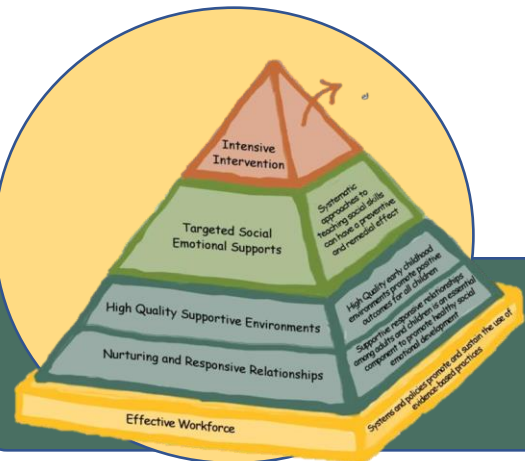 Intensive
Intervention
Systematic
approaches to
teaching social skills
can have a preventive
and remedial effect
Targeted Social
Emotional Supports
High Quality early childhood
environments promote positive
outcomes for all children
High Quality Supportive Environments
Supportive responsive relationships
among adults and children is an essential
component to promote healthy social
emotional development
Nurturing and Responsive Relationships
Systems and policies promote and sustain the use of
evidence-based practices
Effective Workforce